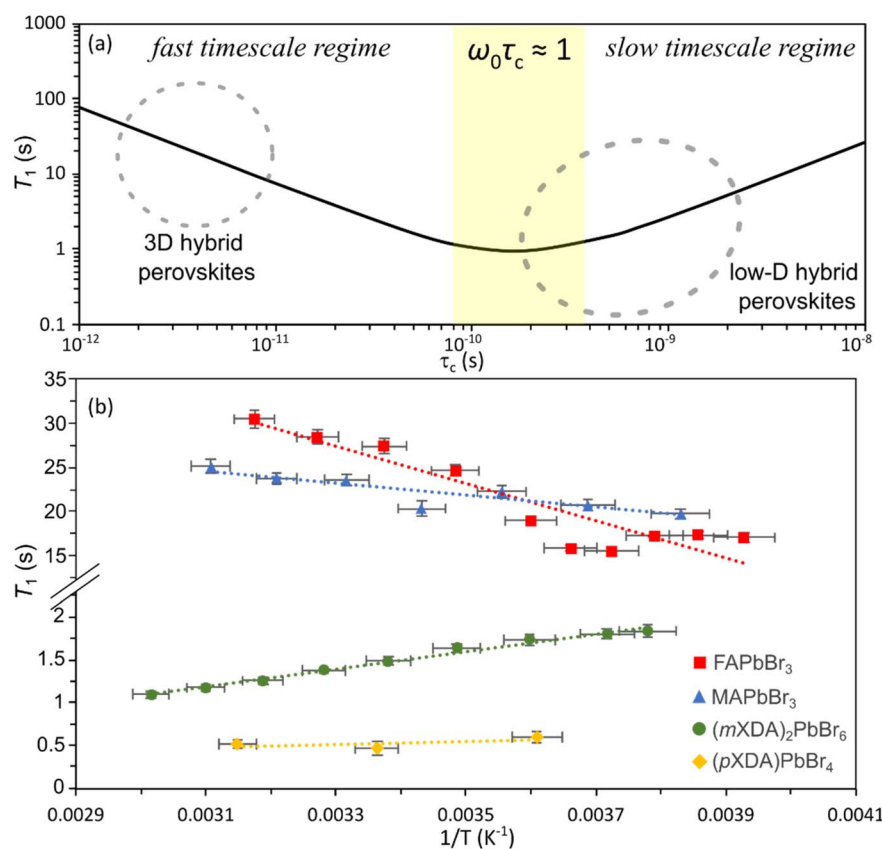 (a)
fast timescale regime
ω₀τc ≈ 1
slow timescale regime
1000
100
10
1
0.1
T₁ (s)
3D hybrid
perovskites
low-D hybrid
perovskites
10⁻¹²
10⁻¹¹
10⁻¹⁰
10⁻⁹
10⁻⁸
τc (s)
(b)
35
30
25
20
15
2
1.5
1
0.5
0
T₁ (s)
FAPbBr₃
MAPbBr₃
(mXDA)₂PbBr₆
(pXDA)PbBr₄
0.0029
0.0031
0.0033
0.0035
0.0037
0.0039
0.0041
1/T (K⁻¹)